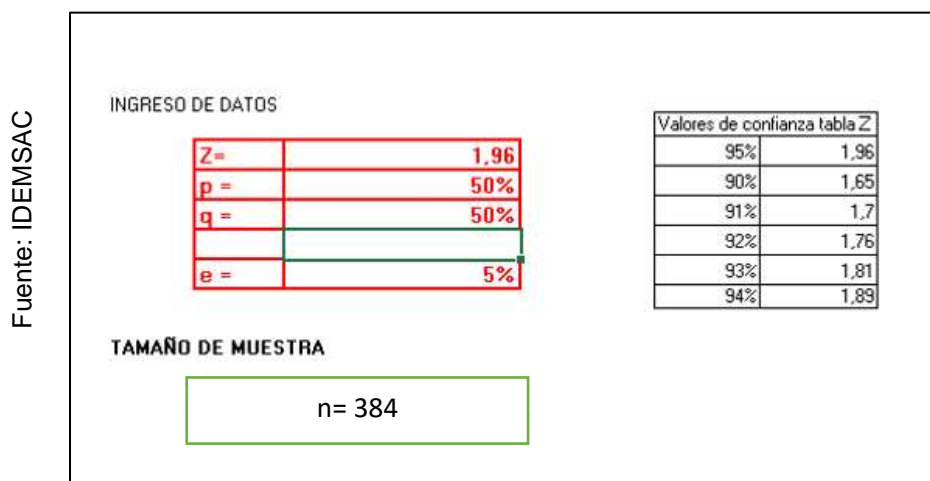 Fuente: IDEMSAC
INGRESO DE DATOS
Z= 1,96
p = 50%
q = 50%
e = 5%
Valores de confianza tabla Z
95% 1,96
90% 1,65
91% 1,7
92% 1,76
93% 1,81
94% 1,89
TAMAÑO DE MUESTRA
n= 384